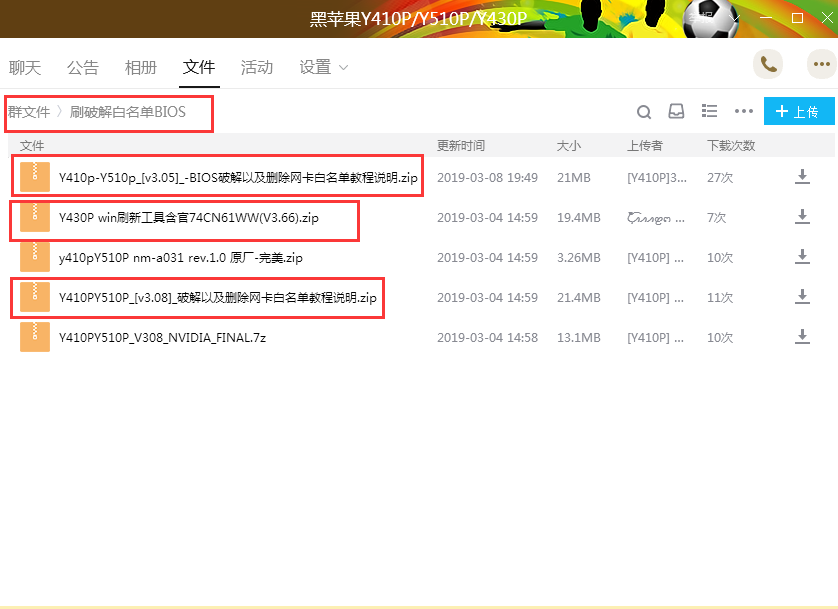 黑苹果Y410P/Y510P/Y430P
聊天 公告 相册 文件 活动 设置
群文件 〉 刷破解白名单BIOS
+ 上传
文件 更新时间 大小 上传者 下载次数
Y410p-Y510p_[v3.05]_-BIOS破解以及删除网卡白名单教程说明.zip 2019-03-08 19:49 21MB [Y410P]3... 27次
Y430P win刷新工具含官74CN61WW(V3.66).zip 2019-03-04 14:59 19.4MB ... 7次
y410pY510P nm-a031 rev.1.0 原厂-完美.zip 2019-03-04 14:59 3.26MB [Y410P] ... 10次
Y410PY510P_[v3.08]_破解以及删除网卡白名单教程说明.zip 2019-03-04 14:59 21.4MB [Y410P] ... 11次
Y410PY510P_V308_NVIDIA_FINAL.7z 2019-03-04 14:58 13.1MB [Y410P] ... 10次